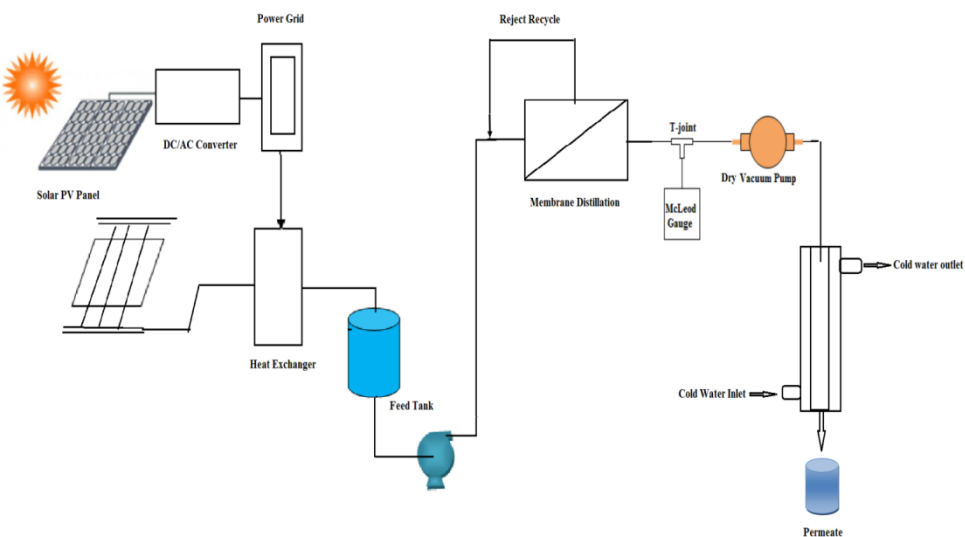 Power Grid
Reject Recycle
DC/AC Converter
T-joint
Solar PV Panel
Dry Vacuum Pump
Membrane Distillation
McLeod
Gauge
Cold water outlet
Heat Exchanger
Feed Tank
Cold Water Inlet
Permeate